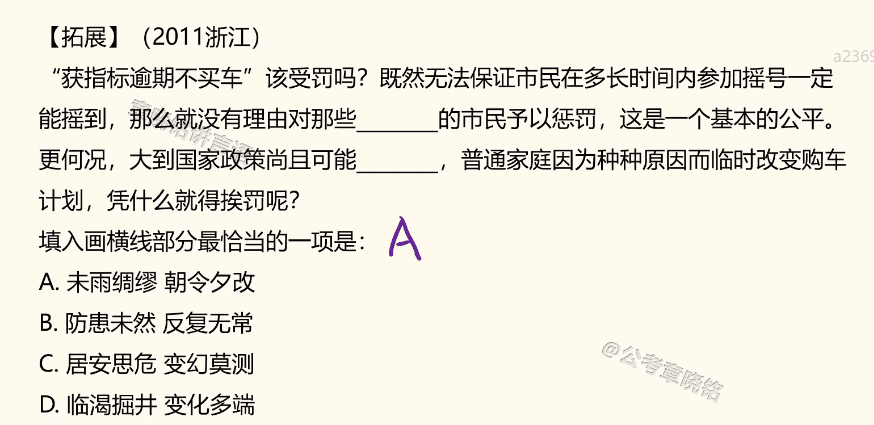 【拓展】（2011浙江）
a2369
“获指标逾期不买车”该受罚吗？既然无法保证市民在多长时间内参加摇号一定
能摇到，那么就没有理由对那些________的市民予以惩罚，这是一个基本的公平。
更何况，大到国家政策尚且可能________，普通家庭因为种种原因而临时改变购车
计划，凭什么就得挨罚呢？
填入画横线部分最恰当的一项是： A
A. 未雨绸缪 朝令夕改
B. 防患未然 反复无常
C. 居安思危 变幻莫测
D. 临渴掘井 变化多端
@公考章晓铭